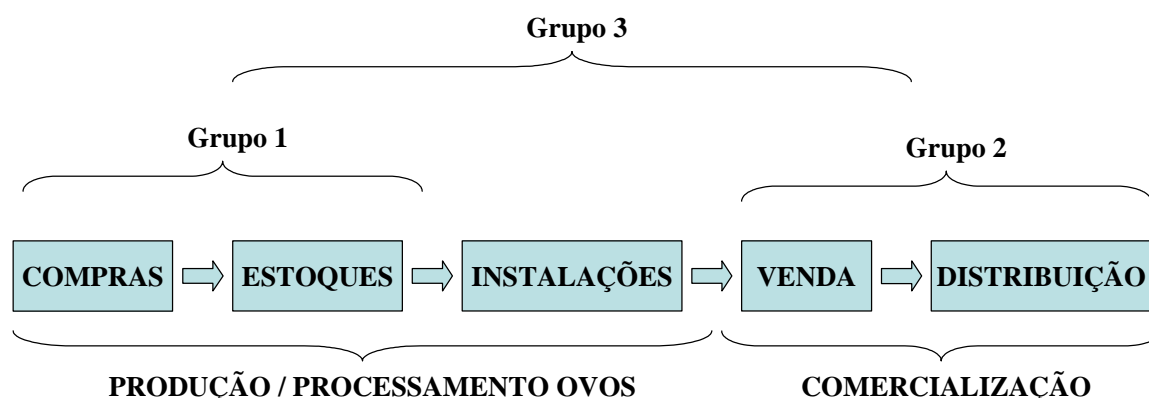 Grupo 3
Grupo 1
Grupo 2
COMPRAS
ESTOQUES
INSTALAÇÕES
VENDA
DISTRIBUIÇÃO
PRODUÇÃO / PROCESSAMENTO OVOS
COMERCIALIZAÇÃO